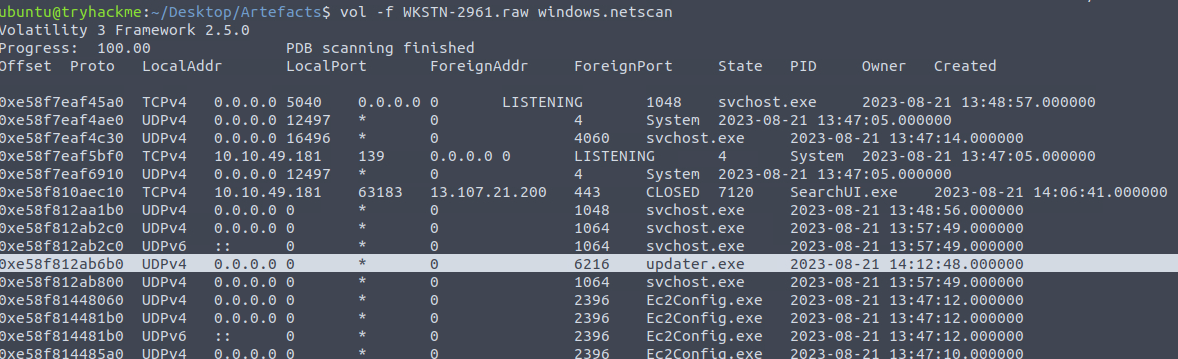 ubuntu@tryhackme:~/Desktop/Artefacts$ vol -f WKSTN-2961.raw windows.netscan
Volatility 3 Framework 2.5.0
Progress: 100.00 PDB scanning finished
Offset Proto LocalAddr LocalPort ForeignAddr ForeignPort State PID Owner Created
0xe58f7eaf45a0 TCPv4 0.0.0.0 5040 0.0.0.0 0 LISTENING 1048 svchost.exe 2023-08-21 13:48:57.000000
0xe58f7eaf4ae0 UDPv4 0.0.0.0 12497 * 0 4 System 2023-08-21 13:47:05.000000
0xe58f7eaf4c30 UDPv4 0.0.0.0 16496 * 0 4060 svchost.exe 2023-08-21 13:47:14.000000
0xe58f7eaf5bf0 TCPv4 10.10.49.181 139 0.0.0.0 0 LISTENING 4 System 2023-08-21 13:47:05.000000
0xe58f7eaf6910 UDPv4 0.0.0.0 12497 * 0 4 System 2023-08-21 13:47:05.000000
0xe58f810aec10 TCPv4 10.10.49.181 63183 13.107.21.200 443 CLOSED 7120 SearchUI.exe 2023-08-21 14:06:41.000000
0xe58f812aa1b0 UDPv4 0.0.0.0 0 * 0 1048 svchost.exe 2023-08-21 13:48:56.000000
0xe58f812ab2c0 UDPv4 0.0.0.0 0 * 0 1064 svchost.exe 2023-08-21 13:57:49.000000
0xe58f812ab2c0 UDPv6 :: 0 * 0 1064 svchost.exe 2023-08-21 13:57:49.000000
0xe58f812ab6b0 UDPv4 0.0.0.0 0 * 0 6216 updater.exe 2023-08-21 14:12:48.000000
0xe58f812ab800 UDPv4 0.0.0.0 0 * 0 1064 svchost.exe 2023-08-21 13:57:49.000000
0xe58f81448060 UDPv4 0.0.0.0 0 * 0 2396 Ec2Config.exe 2023-08-21 13:47:12.000000
0xe58f814481b0 UDPv4 0.0.0.0 0 * 0 2396 Ec2Config.exe 2023-08-21 13:47:12.000000
0xe58f814481b0 UDPv6 :: 0 * 0 2396 Ec2Config.exe 2023-08-21 13:47:12.000000
0xe58f814485a0 UDPv4 0.0.0.0 0 * 0 2396 Ec2Config.exe 2023-08-21 13:47:10.000000